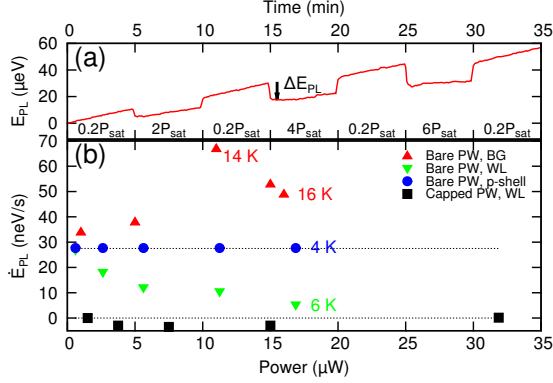 Time (min)
0 5 10 15 20 25 30 35
60
40
20
0
E_PL (μeV)
(a)
ΔE_PL
0.2P_sat 2P_sat 0.2P_sat 4P_sat 0.2P_sat 6P_sat 0.2P_sat
70
60
50
40
30
20
10
0
-10
Ė_PL (neV/s)
(b)
14 K
16 K
4 K
6 K
Bare PW, BG
Bare PW, WL
Bare PW, p-shell
Capped PW, WL
0 5 10 15 20 25 30 35
Power (μW)